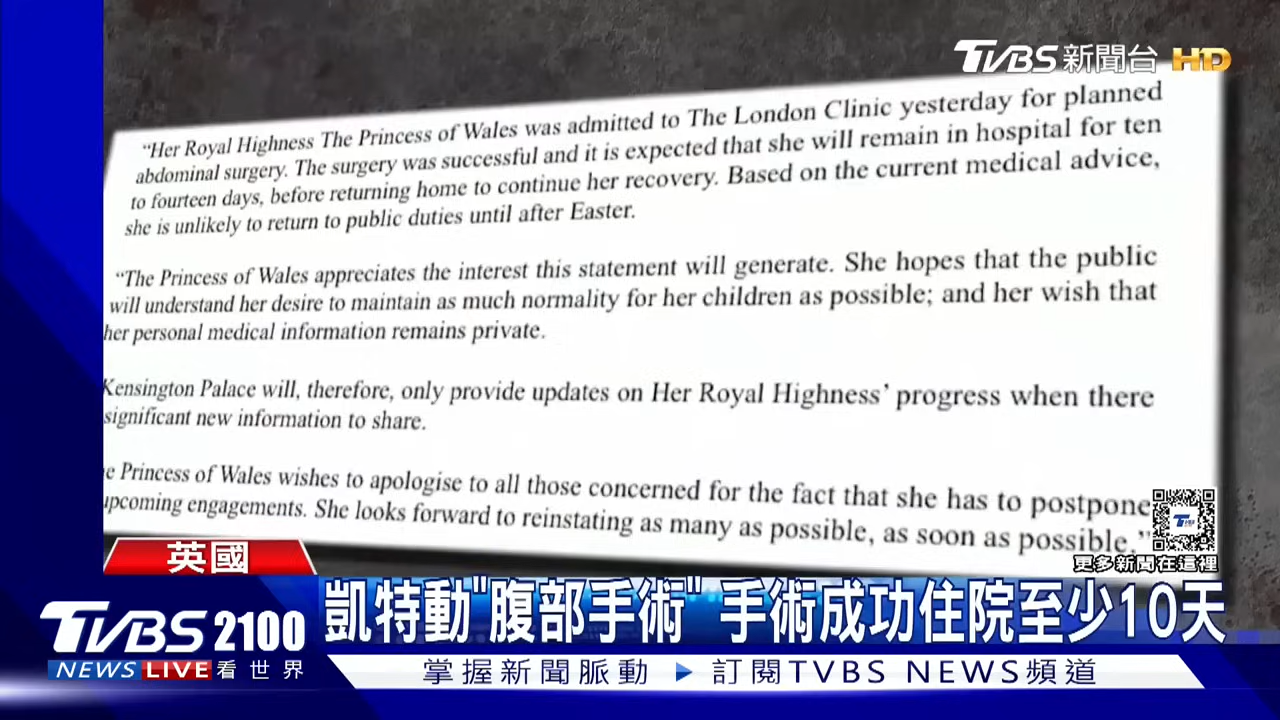 TVBS新聞台 HD
“Her Royal Highness The Princess of Wales was admitted to The London Clinic yesterday for planned
abdominal surgery. The surgery was successful and it is expected that she will remain in hospital for ten
to fourteen days, before returning home to continue her recovery. Based on the current medical advice,
she is unlikely to return to public duties until after Easter.
“The Princess of Wales appreciates the interest this statement will generate. She hopes that the public
will understand her desire to maintain as much normality for her children as possible; and her wish that
her personal medical information remains private.
Kensington Palace will, therefore, only provide updates on Her Royal Highness’ progress when there
significant new information to share.
e Princess of Wales wishes to apologise to all those concerned for the fact that she has to postpone
upcoming engagements. She looks forward to reinstating as many as possible, as soon as possible.”
TVBS
更多新聞在這裡
英國
凱特動"腹部手術" 手術成功住院至少10天
TVBS 2100
NEWS LIVE 看世界
掌握新聞脈動 ▶ 訂閱TVBS NEWS頻道